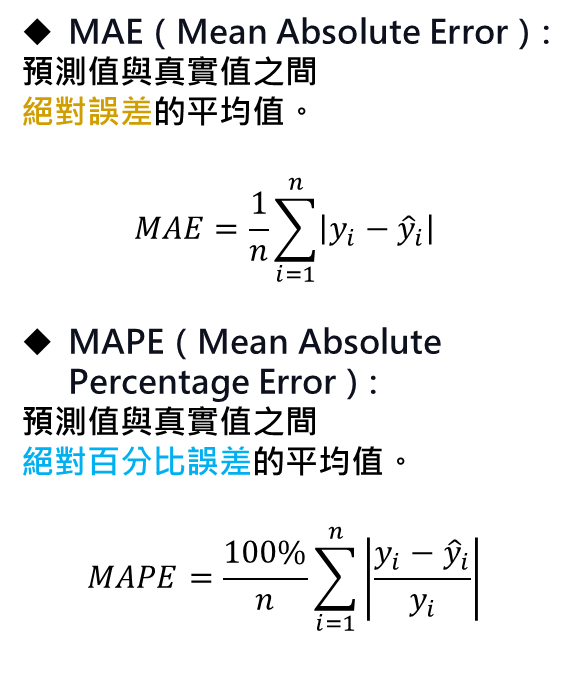 ◆ MAE ( Mean Absolute Error ) :
預測值與真實值之間
絕對誤差的平均值。
MAE = \frac{1}{n} \sum_{i=1}^{n} |y_i - \hat{y}_i|
◆ MAPE ( Mean Absolute
Percentage Error ) :
預測值與真實值之間
絕對百分比誤差的平均值。
MAPE = \frac{100\%}{n} \sum_{i=1}^{n} \left| \frac{y_i - \hat{y}_i}{y_i} \right|